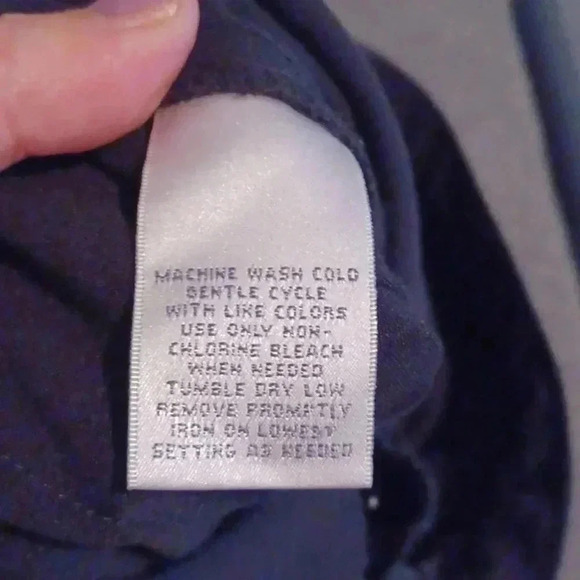 MACHINE WASH COLD
GENTLE CYCLE
WITH LIKE COLORS
USE ONLY NON-
CHLORINE BLEACH
WHEN NEEDED
TUMBLE DRY LOW
REMOVE PROMPTLY
IRON ON LOWEST
SETTING AS NEEDED